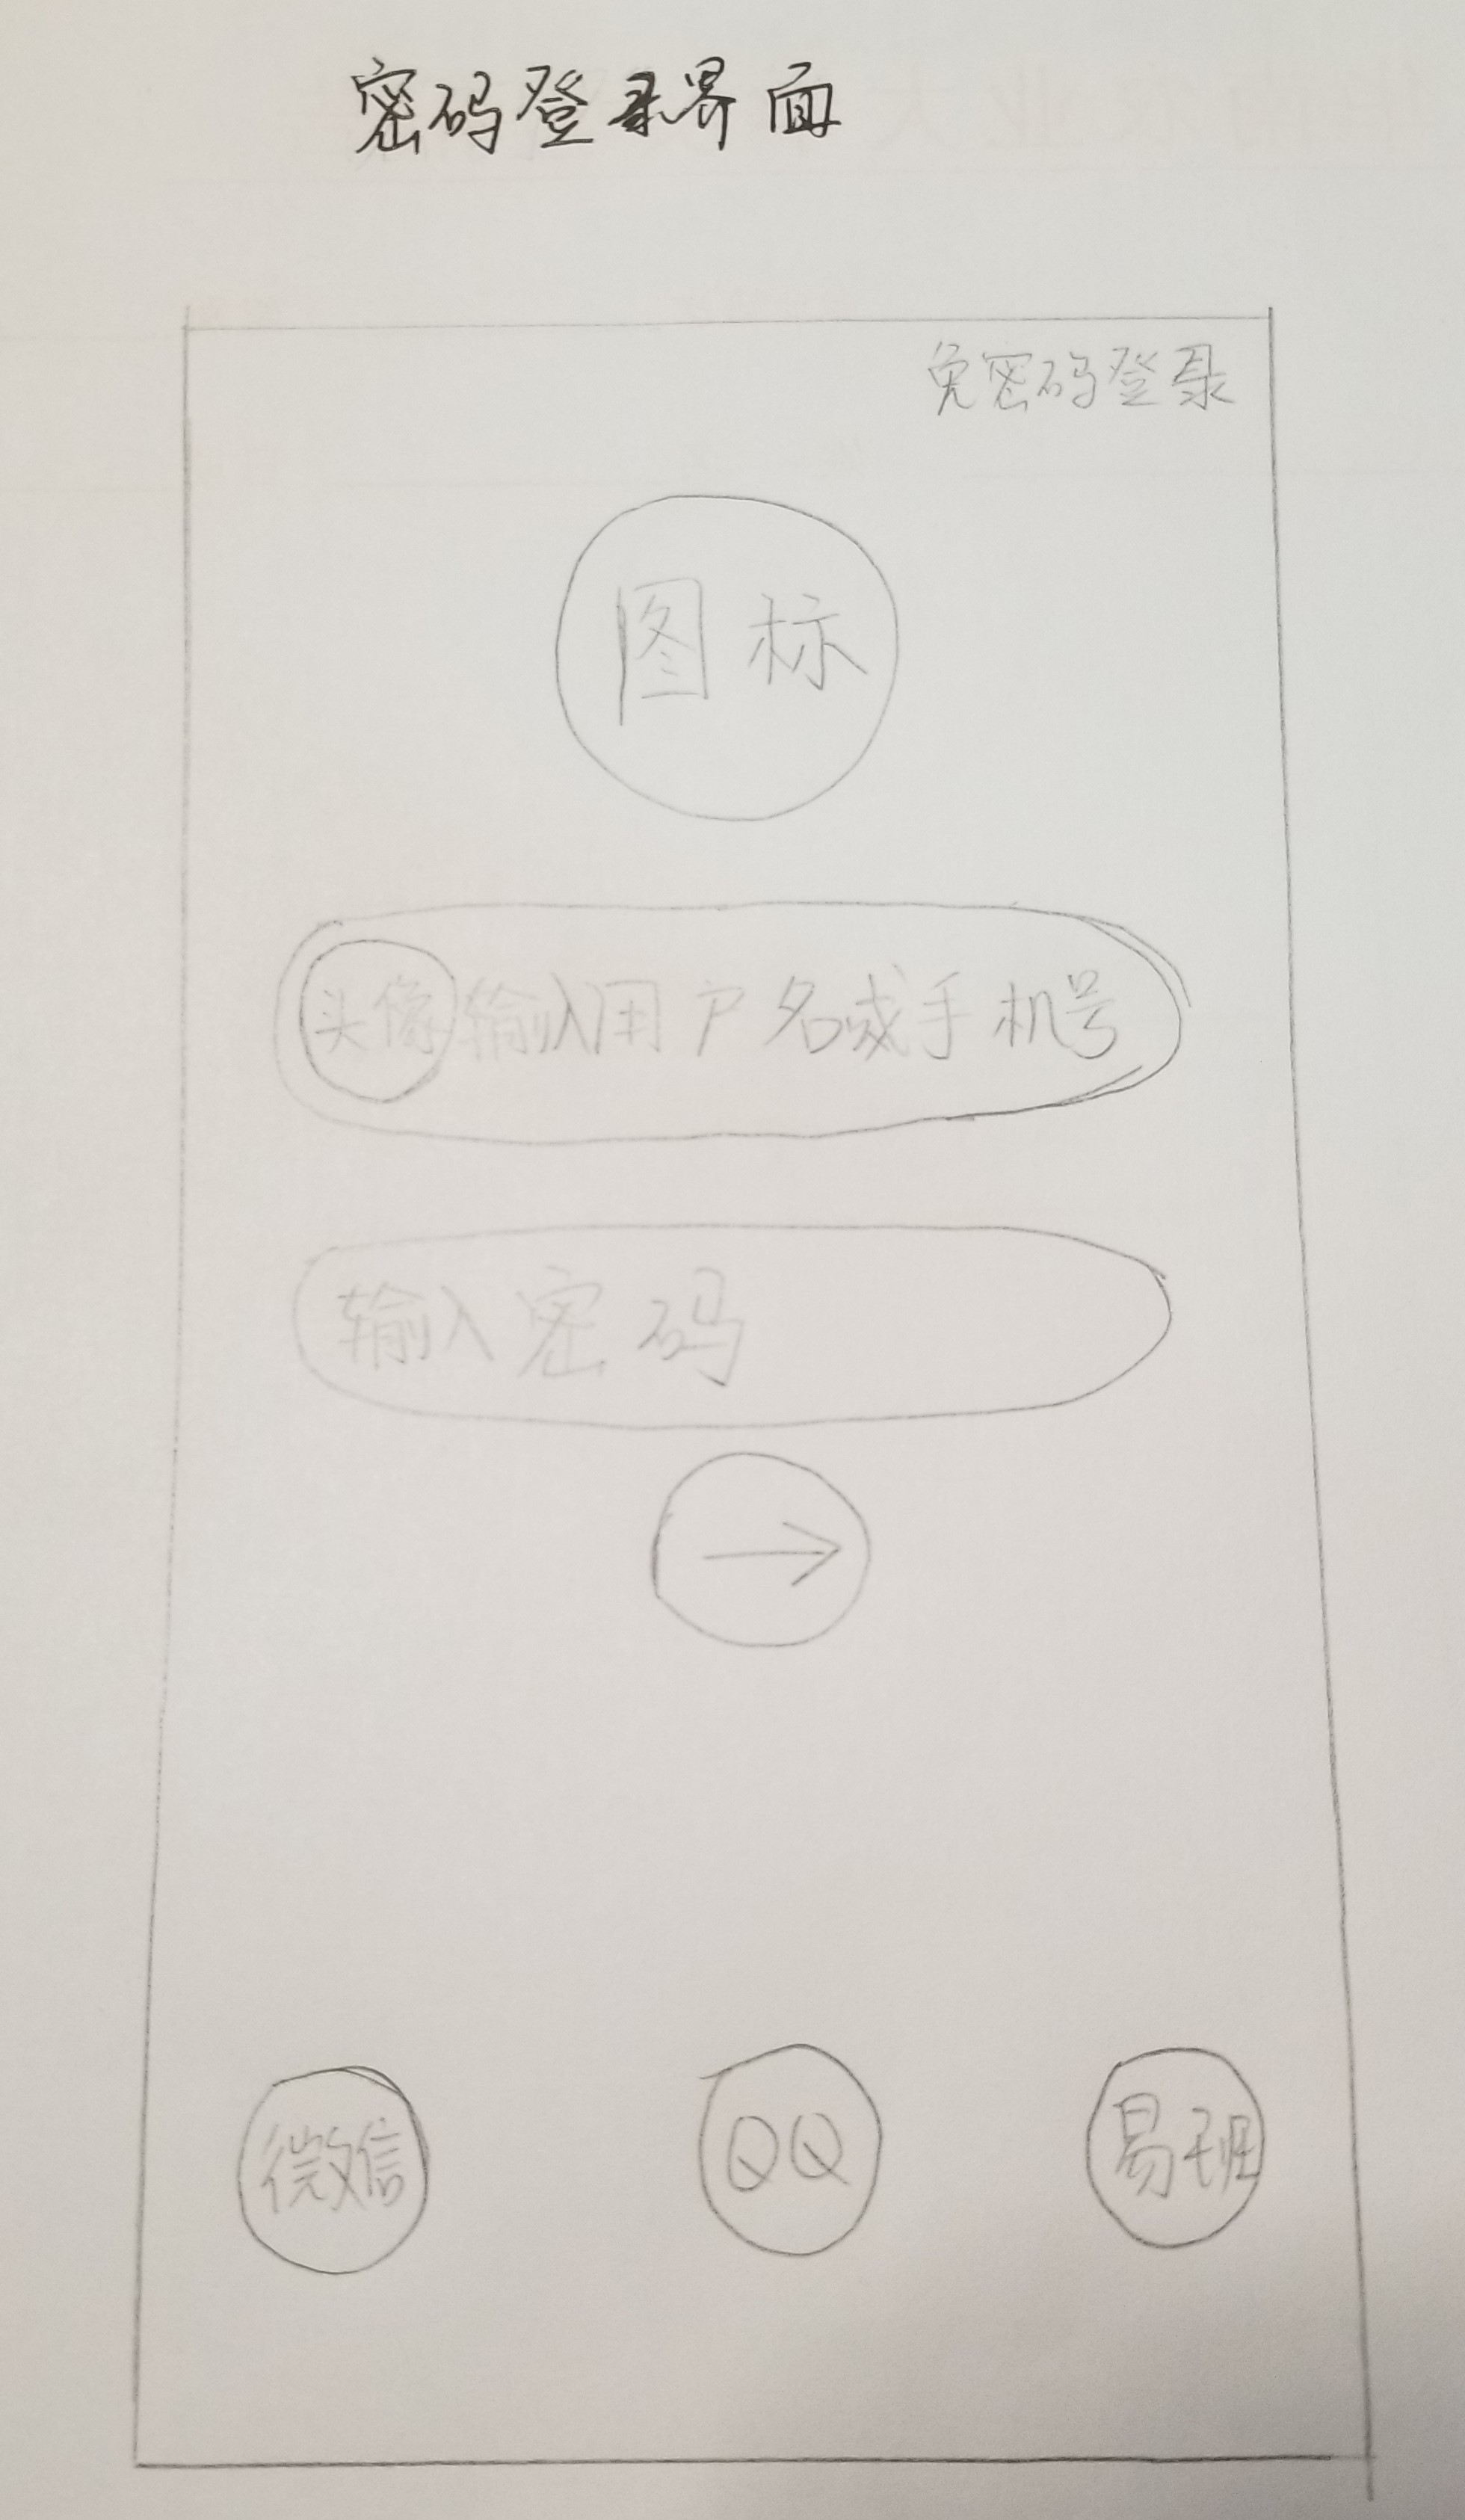 密码登录界面
免密码登录
图标
头像 输入用户名或手机号
输入密码
微信 QQ 易班